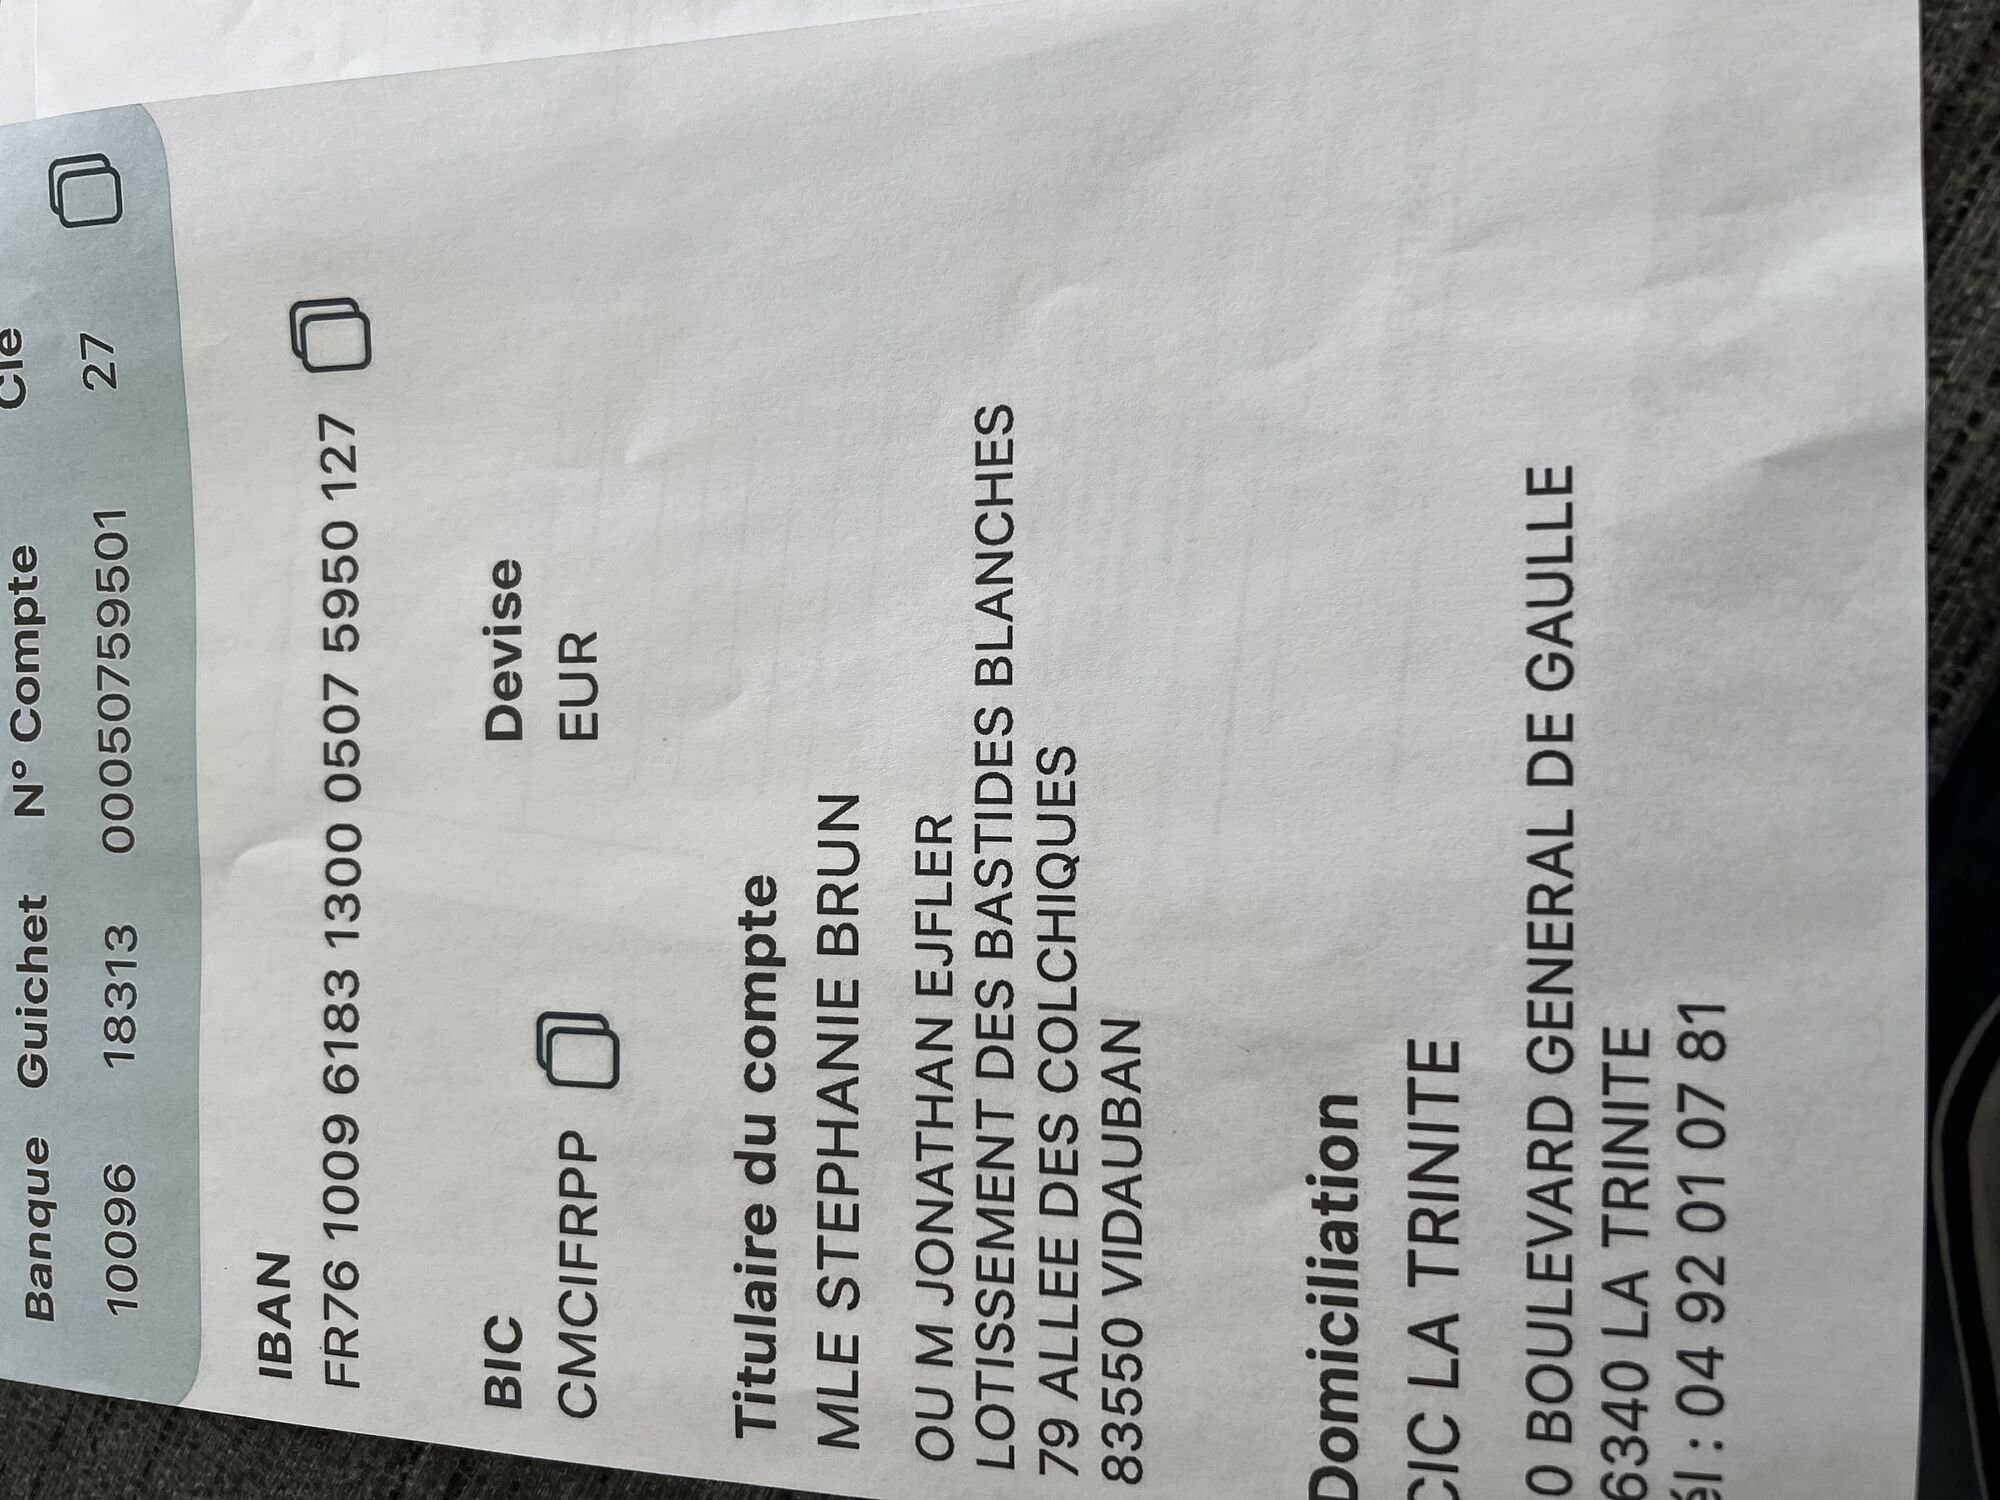 Banque Guichet N° Compte Clé
10096 18313 00050759501 27
IBAN
FR76 1009 6183 1300 0507 5950 127
BIC Devise
CMCIFRPP EUR
Titulaire du compte
MLE STEPHANIE BRUN
OU M JONATHAN EJFLER
LOTISSEMENT DES BASTIDES BLANCHES
79 ALLEE DES COLCHIQUES
83550 VIDAUBAN
Domiciliation
CIC LA TRINITE
0 BOULEVARD GENERAL DE GAULLE
6340 LA TRINITE
él : 04 92 01 07 81